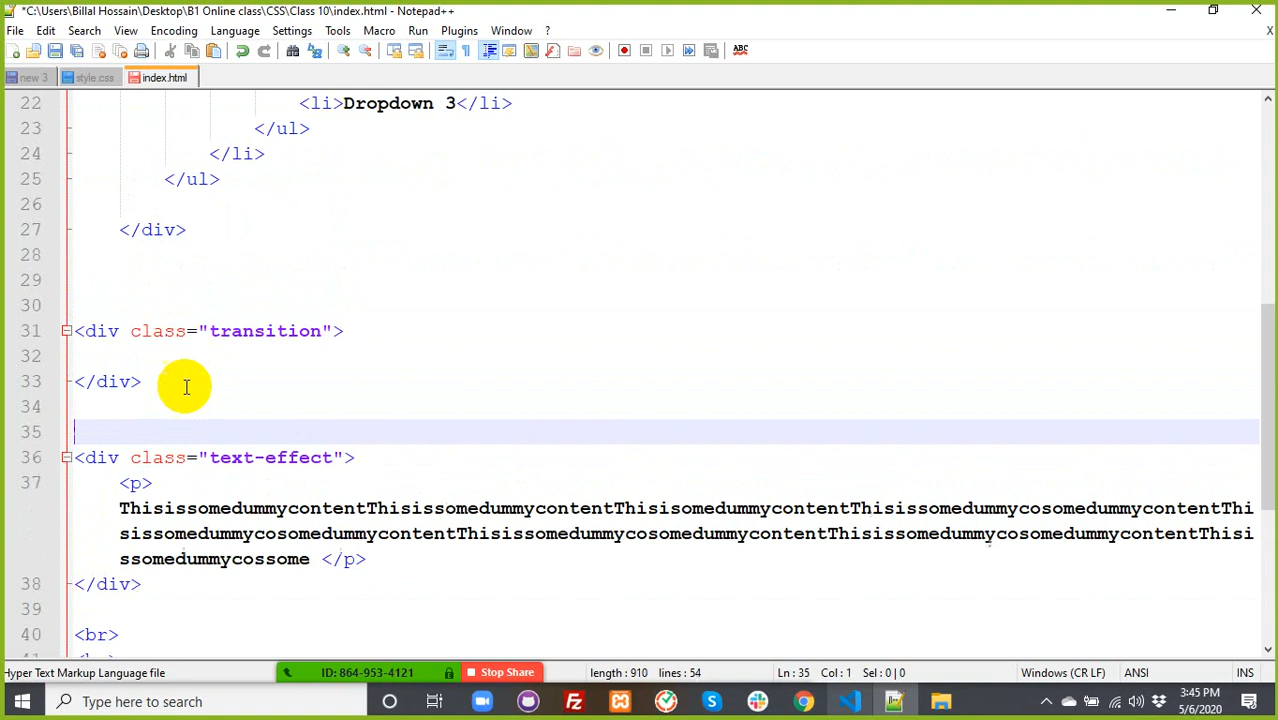 *C:\Users\Billal Hossain\Desktop\B1 Online class\CSS\Class 10\index.html - Notepad++
File Edit Search View Encoding Language Settings Tools Macro Run Plugins Window ? X
new 3 style.css index.html
22 <li>Dropdown 3</li>
23 </ul>
24 </li>
25 </ul>
26
27 </div>
28
29
30
31 <div class="transition">
32
33 </div>
34
35
36 <div class="text-effect">
37 <p>
ThisissomedummycontentThisissomedummycontentThisisomedummycontentThisissomedummycosomedummycontentThi
sissomedummycosomedummycontentThisissomedummycosomedummycontentThisissomedummycosomedummycontentThisi
ssomedummycossome </p>
38 </div>
39
40 <br>
Hyper Text Markup Language file ID: 864-953-4121 Stop Share length : 910 lines : 54 Ln : 35 Col : 1 Sel : 0 | 0 Windows (CR LF) ANSI INS
Type here to search 3:45 PM
5/6/2020